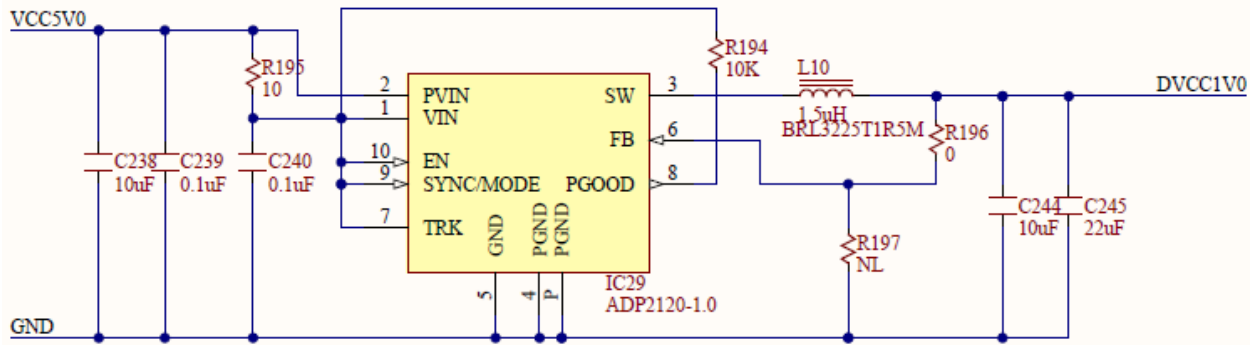 VCC5V0
R195
10
R194
10K
L10
1.5uH
BRL3225T1R5M
DVCC1V0
2
PVIN
SW
3
1
VIN
FB
6
R196
0
10
EN
9
SYNC/MODE
PGOOD
8
7
TRK
GND
PGND
PGND
C238
10uF
C239
0.1uF
C240
0.1uF
R197
NL
C244
10uF
C245
22uF
5
4
P
IC29
ADP2120-1.0
GND